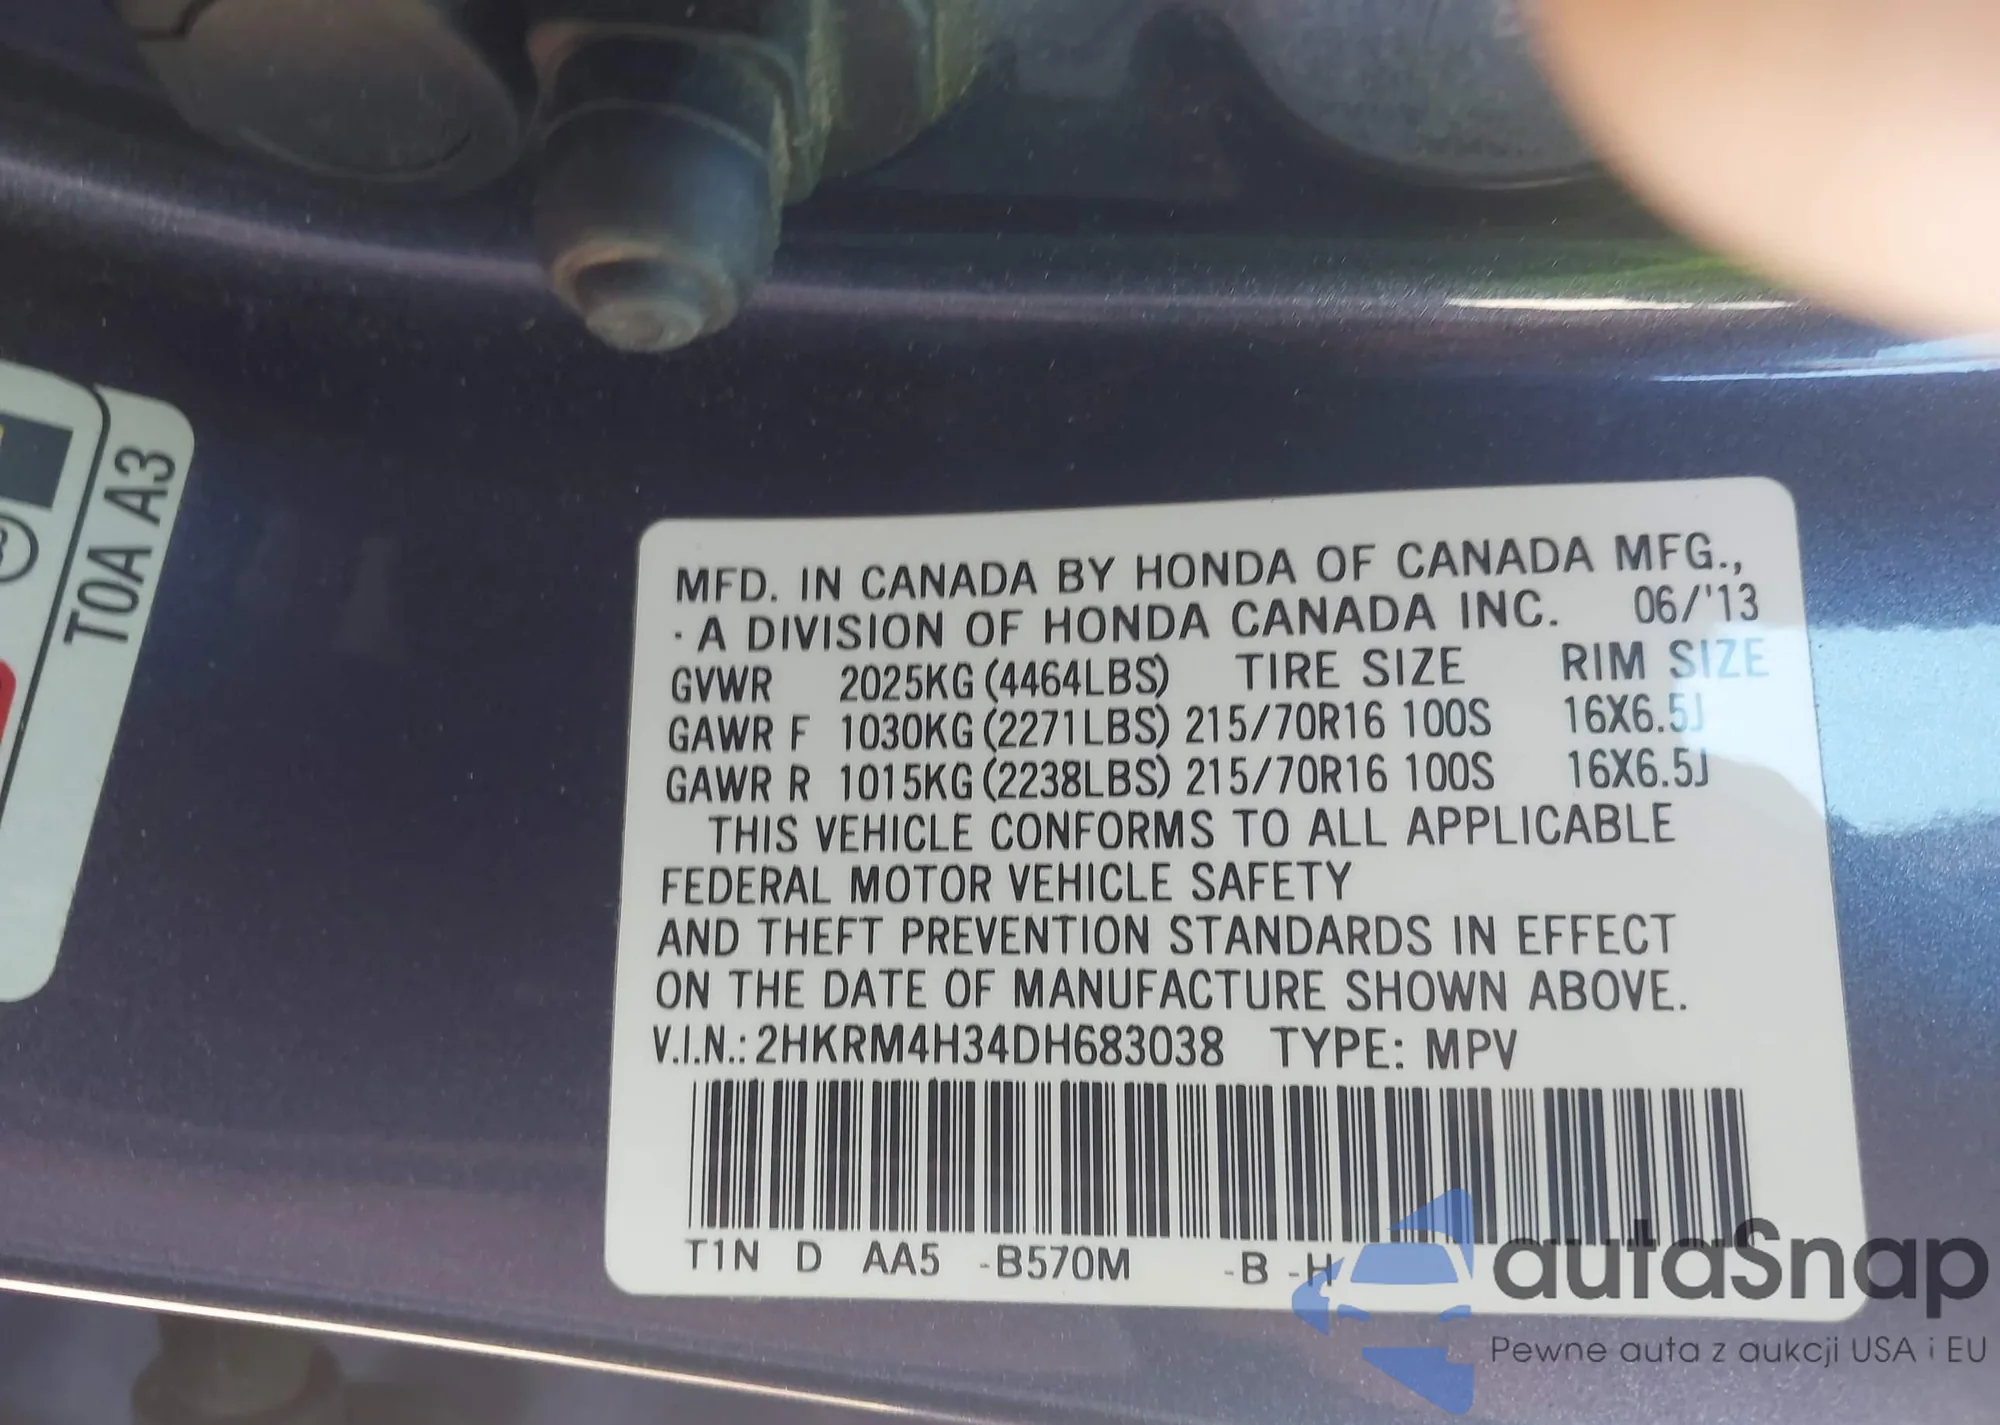 T0A A3
MFD. IN CANADA BY HONDA OF CANADA MFG.,
· A DIVISION OF HONDA CANADA INC. 06/'13
GVWR 2025KG (4464LBS) TIRE SIZE RIM SIZE
GAWR F 1030KG (2271LBS) 215/70R16 100S 16X6.5J
GAWR R 1015KG (2238LBS) 215/70R16 100S 16X6.5J
THIS VEHICLE CONFORMS TO ALL APPLICABLE
FEDERAL MOTOR VEHICLE SAFETY
AND THEFT PREVENTION STANDARDS IN EFFECT
ON THE DATE OF MANUFACTURE SHOWN ABOVE.
V.I.N.: 2HKRM4H34DH683038 TYPE: MPV
T1N D AA5 -B570M -B -H
autaSnap
Pewne auta z aukcji USA i EU